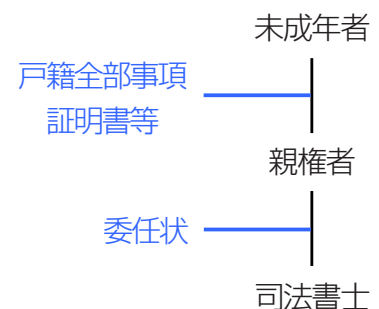 未成年者
戸籍全部事項
証明書等
親権者
委任状
司法書士